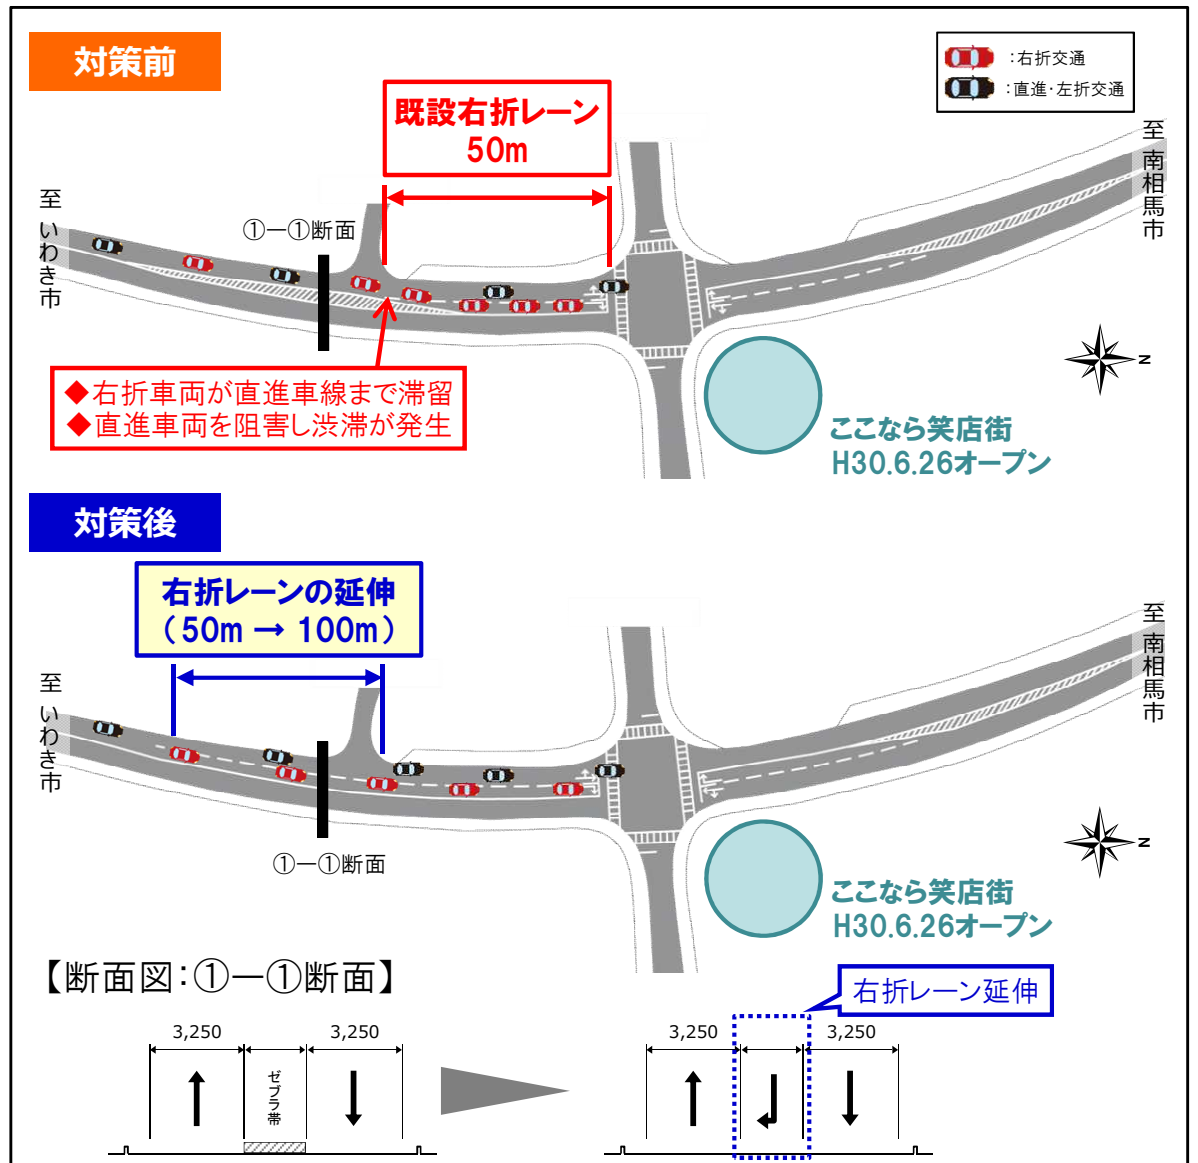 対策前
:右折交通
:直進・左折交通
既設右折レーン
50m
至 南相馬市
至 いわき市
①ー①断面
◆右折車両が直進車線まで滞留
◆直進車両を阻害し渋滞が発生
N
ここなら笑店街
H30.6.26オープン
対策後
右折レーンの延伸
(50m → 100m)
至 南相馬市
至 いわき市
①ー①断面
N
ここなら笑店街
H30.6.26オープン
【断面図:①ー①断面】
右折レーン延伸
3,250 3,250
ゼブラ帯
3,250 3,250